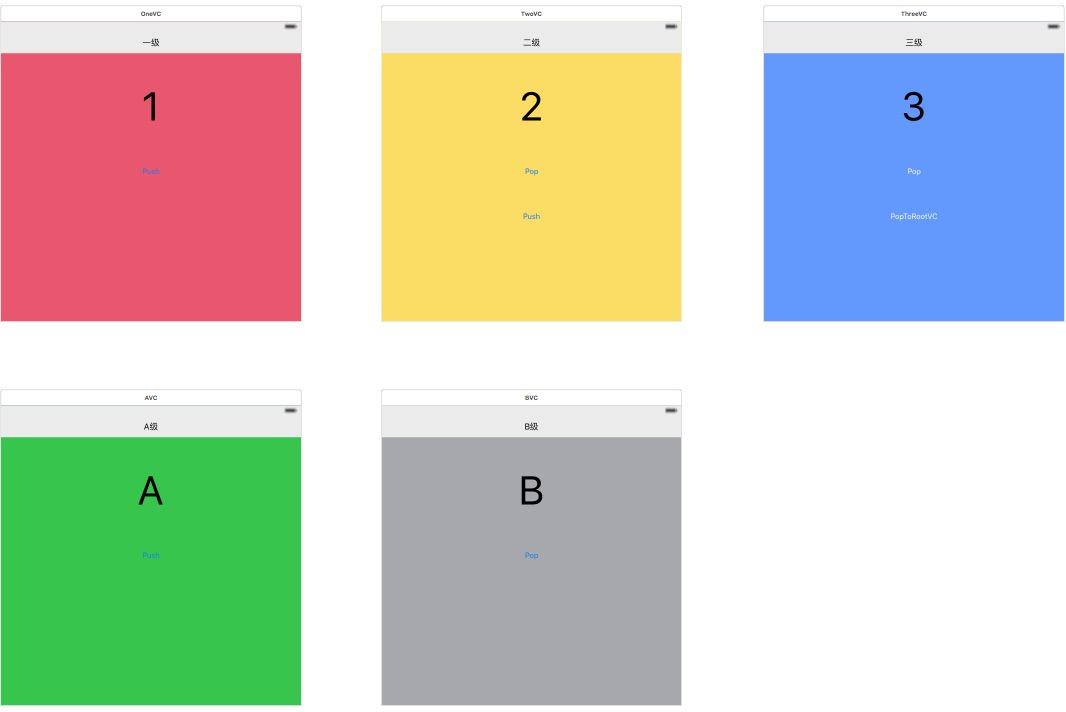 OneVC
一级
1
Push
TwoVC
二级
2
Pop
Push
ThreeVC
三级
3
Pop
PopToRootVC
AVC
A级
A
Push
BVC
B级
B
Pop